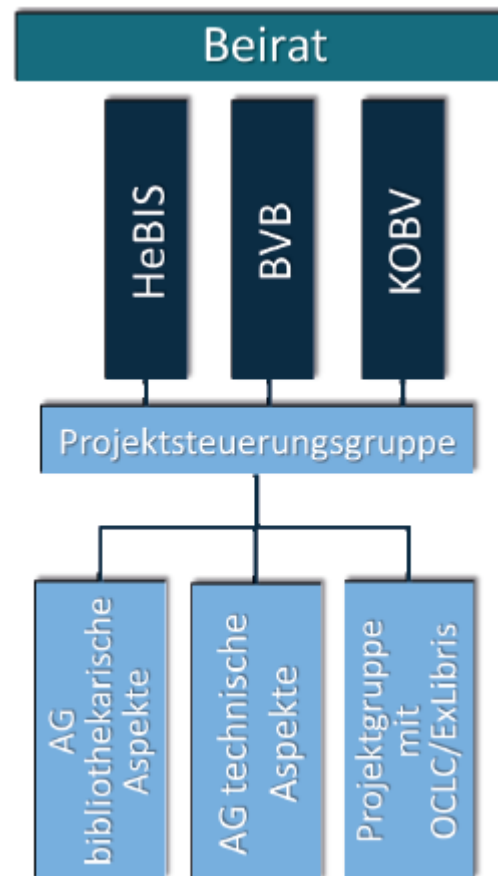 Beirat
HeBIS
BVB
KOBV
Projektsteuerungsgruppe
AG
bibliothekarische
Aspekte
AG technische
Aspekte
Projektgruppe
mit
OCLC/ExLibris